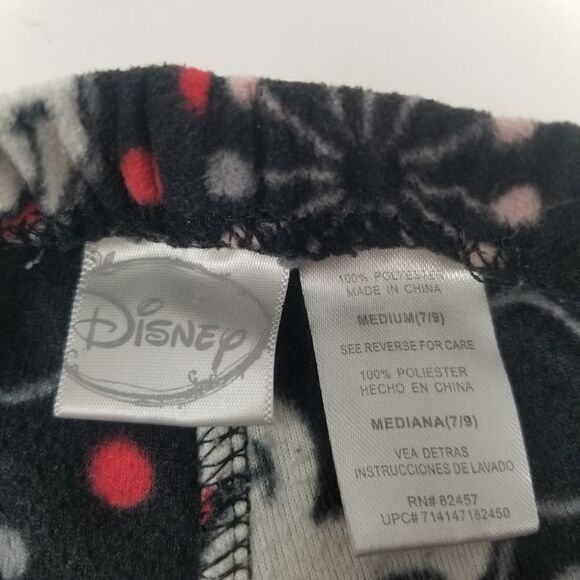 Disney
100% POLYESTER
MADE IN CHINA
MEDIUM(7/9)
SEE REVERSE FOR CARE
100% POLIESTER
HECHO EN CHINA
MEDIANA(7/9)
VEA DETRAS
INSTRUCCIONES DE LAVADO
RN# 82457
UPC# 714147182450